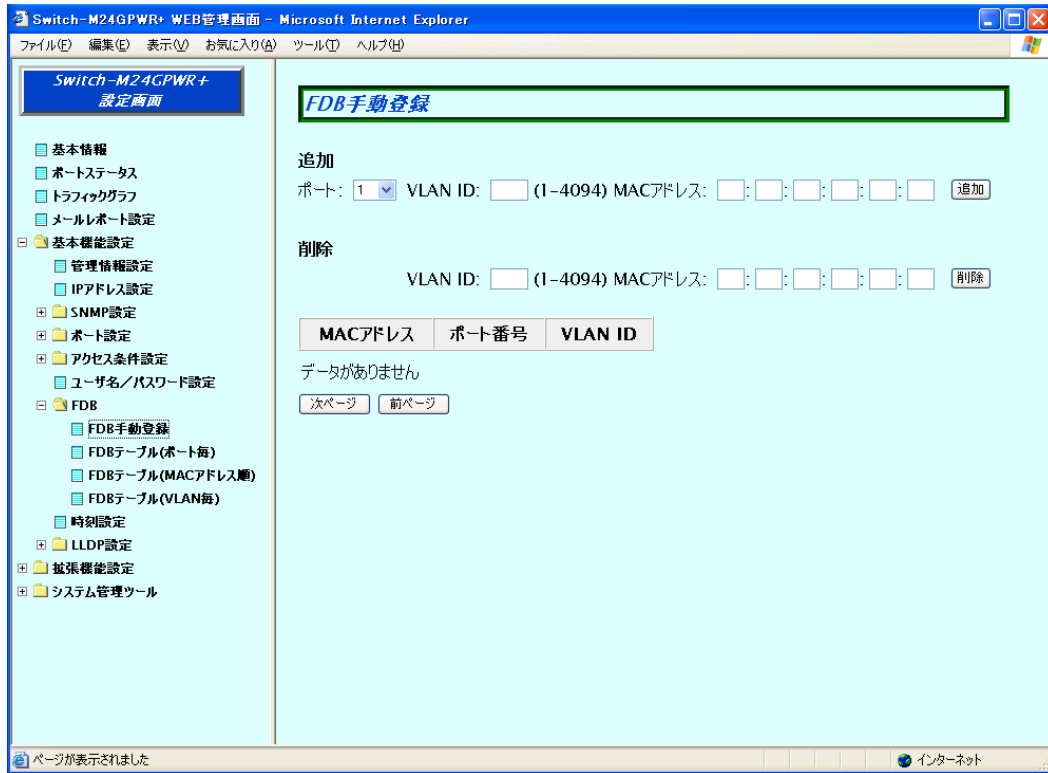 Switch-M24GPWR+ WEB管理画面 - Microsoft Internet Explorer
ファイル(F) 編集(E) 表示(V) お気に入り(A) ツール(T) ヘルプ(H)
Switch-M24GPWR+
設定画面
基本情報
ポートステータス
トラフィックグラフ
メールレポート設定
基本機能設定
管理情報設定
IPアドレス設定
SNMP設定
ポート設定
アクセス条件設定
ユーザ名／パスワード設定
FDB
FDB手動登録
FDBテーブル(ポート毎)
FDBテーブル(MACアドレス順)
FDBテーブル(VLAN毎)
時刻設定
LLDP設定
拡張機能設定
システム管理ツール
FDB手動登録
追加
ポート: 1 VLAN ID: (1-4094) MACアドレス: : : : : : 追加
削除
VLAN ID: (1-4094) MACアドレス: : : : : : 削除
MACアドレス ポート番号 VLAN ID
データがありません
次ページ 前ページ
ページが表示されました インターネット